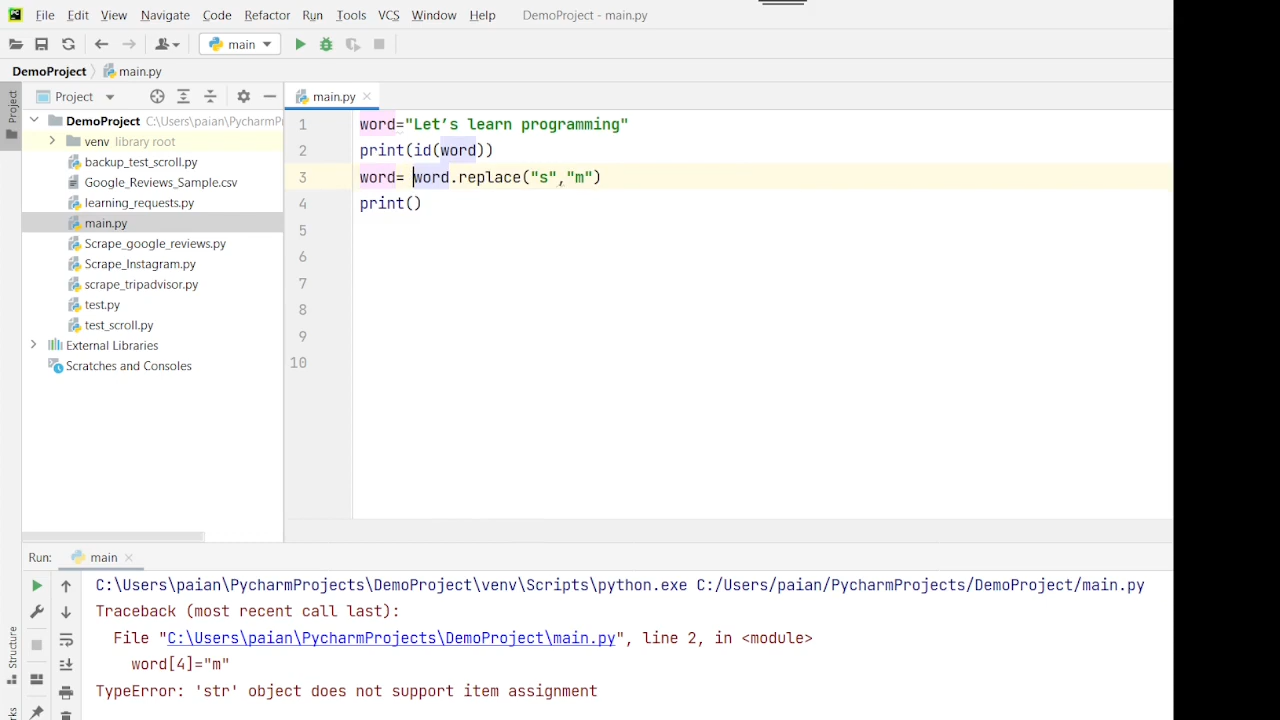 File Edit View Navigate Code Refactor Run Tools VCS Window Help DemoProject - main.py
main
DemoProject main.py
Project
Project
main.py
DemoProject C:\Users\paian\PycharmP
venv library root
backup_test_scroll.py
Google_Reviews_Sample.csv
learning_requests.py
main.py
Scrape_google_reviews.py
Scrape_Instagram.py
scrape_tripadvisor.py
test.py
test_scroll.py
External Libraries
Scratches and Consoles
1 word="Let's learn programming"
2 print(id(word))
3 word= word.replace("s","m")
4 print()
5
6
7
8
9
10
Run: main
Structure
C:\Users\paian\PycharmProjects\DemoProject\venv\Scripts\python.exe C:/Users/paian/PycharmProjects/DemoProject/main.py
Traceback (most recent call last):
File "C:\Users\paian\PycharmProjects\DemoProject\main.py", line 2, in <module>
word[4]="m"
TypeError: 'str' object does not support item assignment